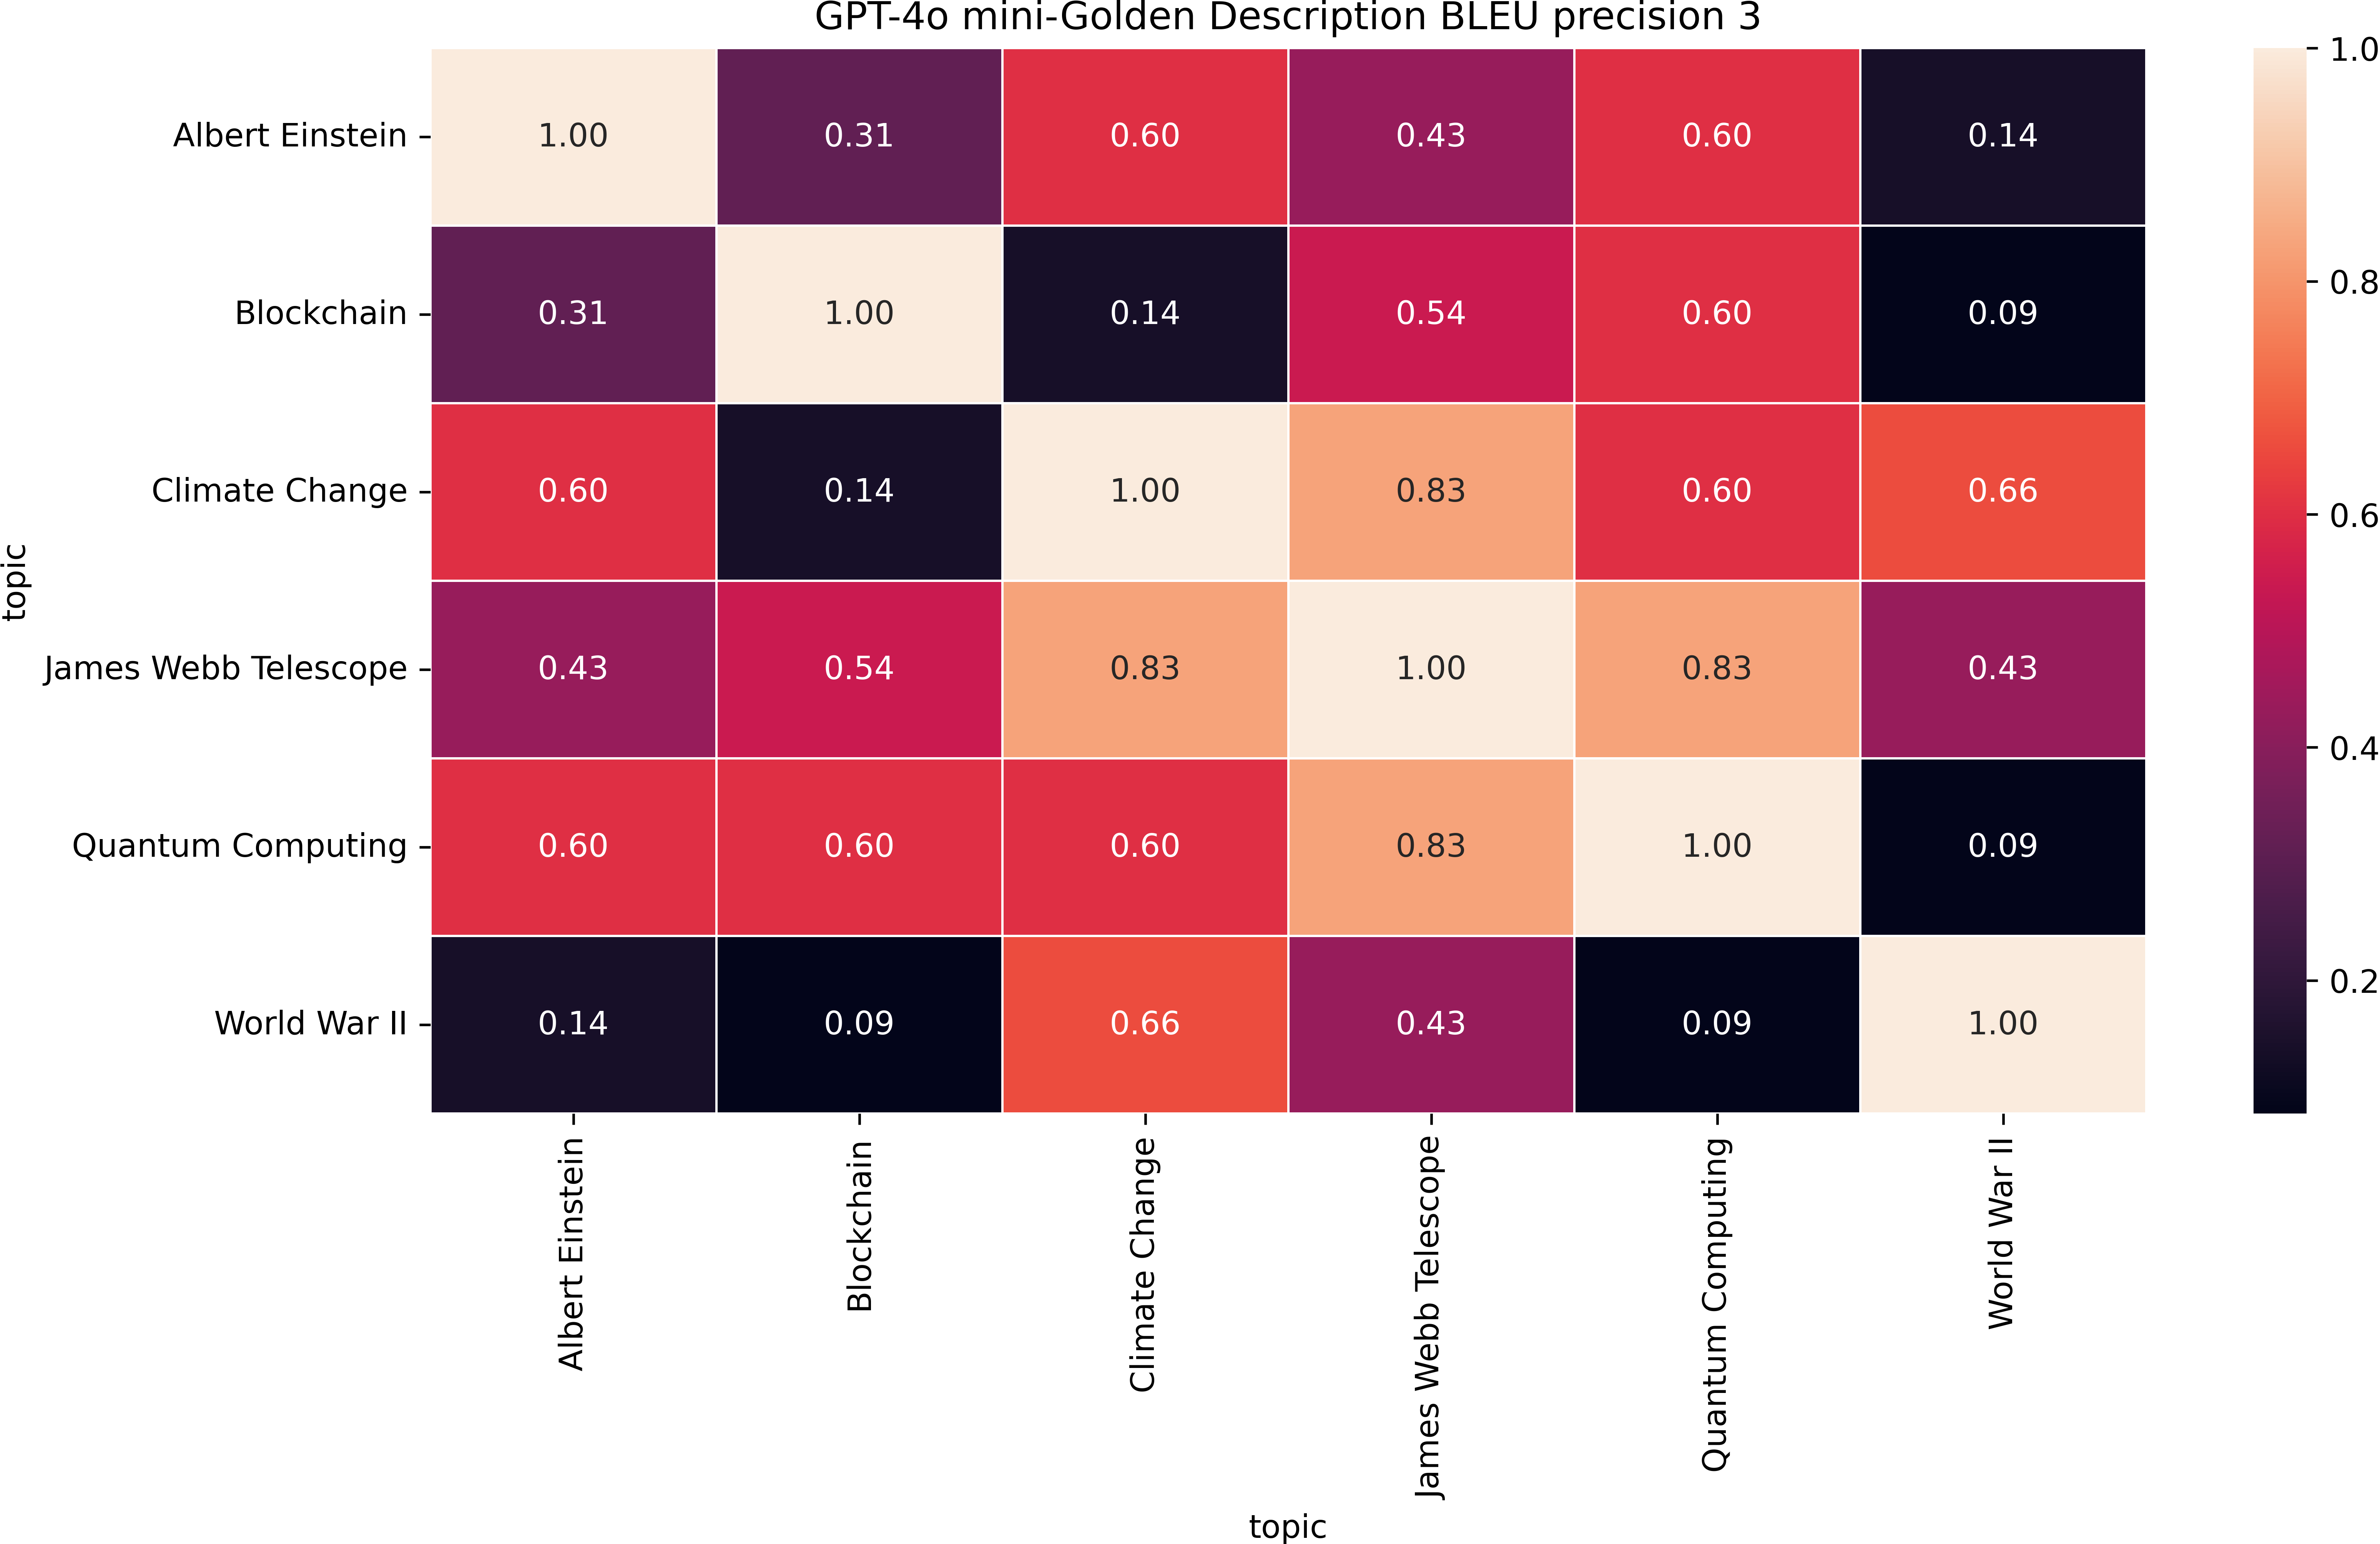 GPT-4o mini-Golden Description BLEU precision 3
1.0
Albert Einstein 1.00 0.31 0.60 0.43 0.60 0.14
0.8
Blockchain 0.31 1.00 0.14 0.54 0.60 0.09
Climate Change 0.60 0.14 1.00 0.83 0.60 0.66
0.6
topic
James Webb Telescope 0.43 0.54 0.83 1.00 0.83 0.43
0.4
Quantum Computing 0.60 0.60 0.60 0.83 1.00 0.09
0.2
World War II 0.14 0.09 0.66 0.43 0.09 1.00
Albert Einstein
Blockchain
Climate Change
James Webb Telescope
Quantum Computing
World War II
topic